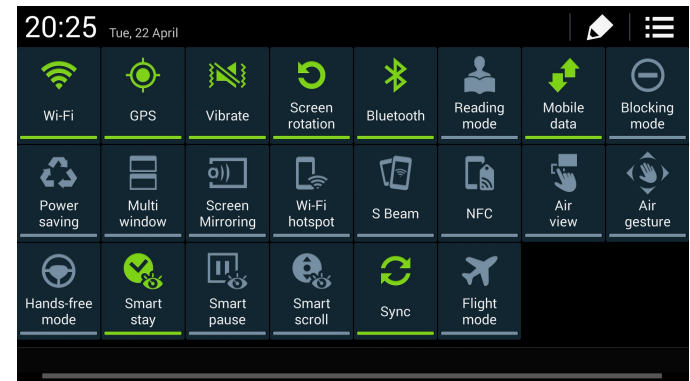 20:25 Tue, 22 April
Wi-Fi
GPS
Vibrate
Screen
rotation
Bluetooth
Reading
mode
Mobile
data
Blocking
mode
Power
saving
Multi
window
Screen
Mirroring
Wi-Fi
hotspot
S Beam
NFC
Air
view
Air
gesture
Hands-free
mode
Smart
stay
Smart
pause
Smart
scroll
Sync
Flight
mode